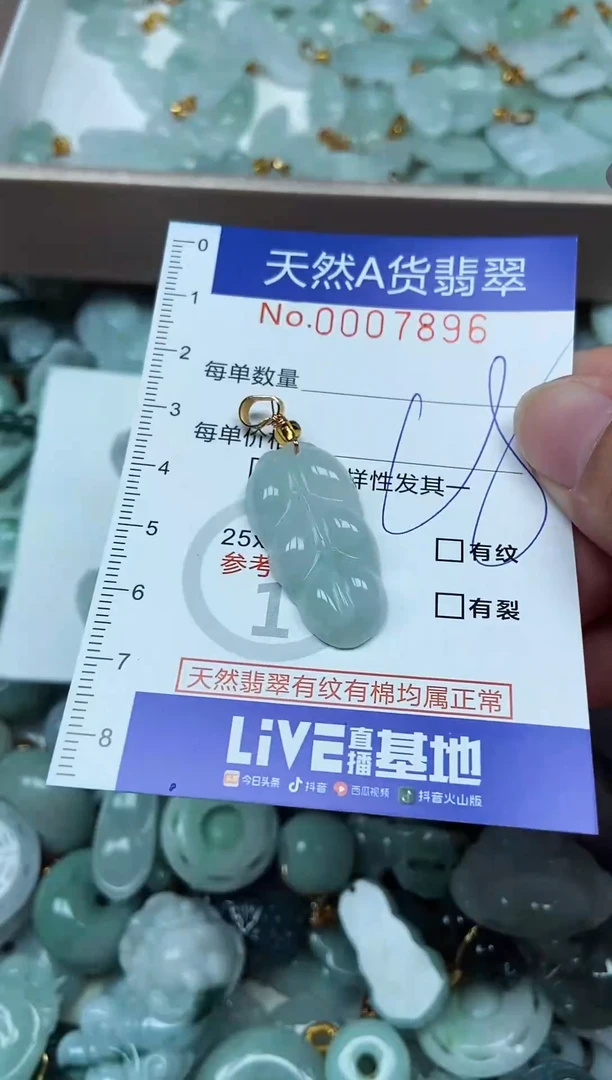 0
天然A货翡翠
1
No.0007896
2
每单数量
3
每单价
4
样性发其一
5
25
有纹
参考
6
1
有裂
7
天然翡翠有纹有棉均属正常
8
LiVE直播基地
今日头条 抖音 西瓜视频 抖音火山版